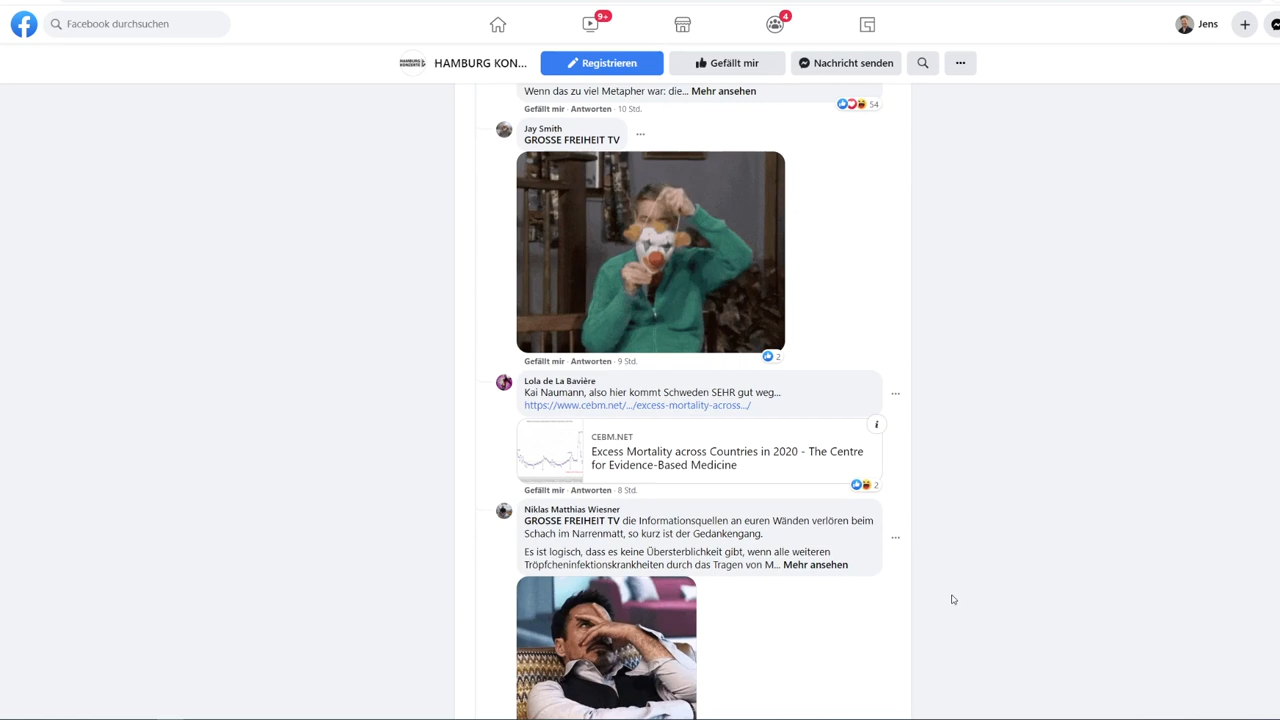 Facebook durchsuchen
9+
4
Jens
HAMBURG KON...
Registrieren
Gefällt mir
Nachricht senden
Wenn das zu viel Metapher war: die... Mehr ansehen
54
Gefällt mir · Antworten · 10 Std.
Jay Smith
GROSSE FREIHEIT TV
Gefällt mir · Antworten · 9 Std.
2
Lola de La Bavière
Kai Naumann, also hier kommt Schweden SEHR gut weg...
https://www.cebm.net/.../excess-mortality-across.../
CEBM.NET
Excess Mortality across Countries in 2020 - The Centre
for Evidence-Based Medicine
2
Gefällt mir · Antworten · 8 Std.
Niklas Matthias Wiesner
GROSSE FREIHEIT TV die Informationsquellen an euren Wänden verlören beim
Schach im Narrenmatt, so kurz ist der Gedankengang.
Es ist logisch, dass es keine Übersterblichkeit gibt, wenn alle weiteren
Tröpfcheninfektionskrankheiten durch das Tragen von M... Mehr ansehen